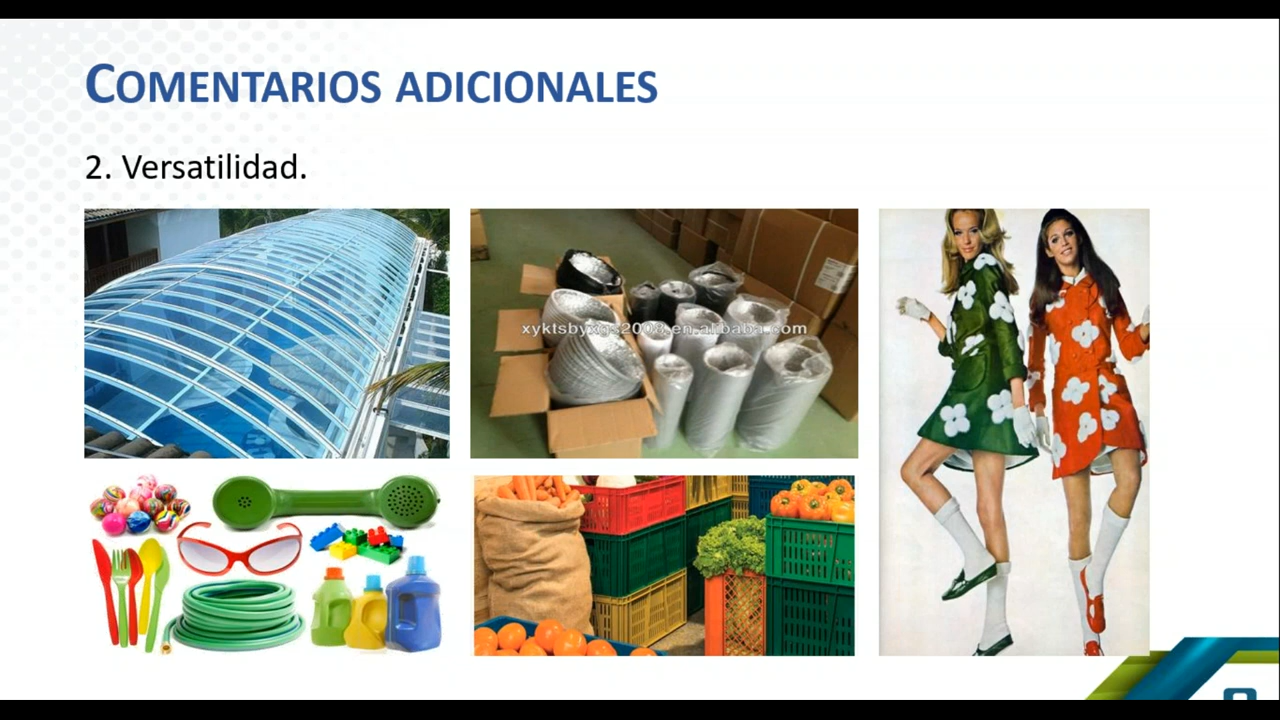 COMENTARIOS ADICIONALES
2. Versatilidad.
xyktsbyxgs2008.en.alibaba.com